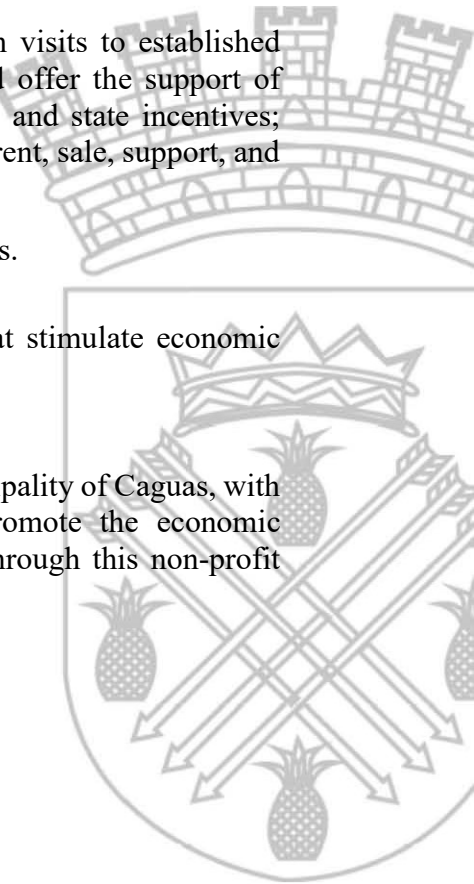 visits to established
offer the support of
and state incentives;
rent, sale, support, and
s.
at stimulate economic
pality of Caguas, with
romote the economic
hrough this non-profit